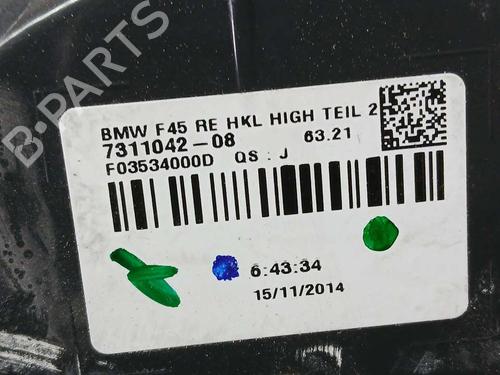 B-PARTS
BMW F45 RE HKL HIGH TEIL 2
7311042-08 63.21
F03534000D QS : J
6:43:34
15/11/2014